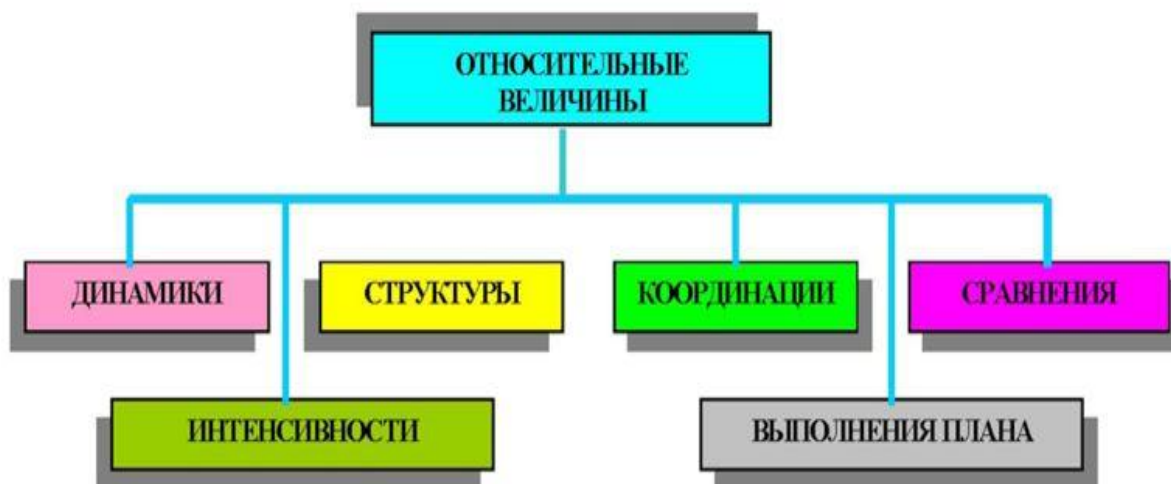 ОТНОСИТЕЛЬНЫЕ
ВЕЛИЧИНЫ
ДИНАМИКИ
СТРУКТУРЫ
КООРДИНАЦИИ
СРАВНЕНИЯ
ИНТЕНСИВНОСТИ
ВЫПОЛНЕНИЯ ПЛАНА